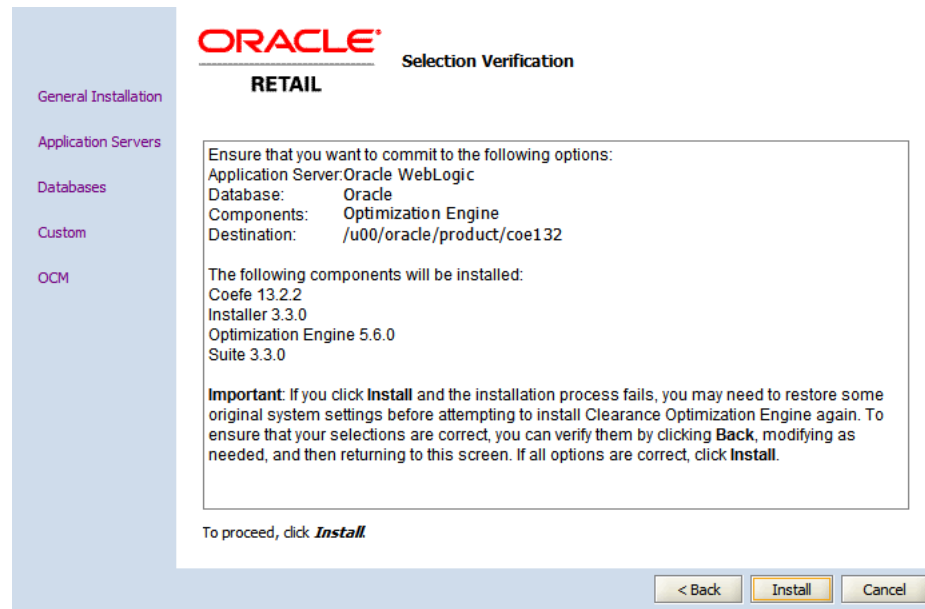 ORACLE
RETAIL
Selection Verification
General Installation
Application Servers
Databases
Custom
OCM
Ensure that you want to commit to the following options:
Application Server:Oracle WebLogic
Database: Oracle
Components: Optimization Engine
Destination: /u00/oracle/product/coe132
The following components will be installed:
Coefe 13.2.2
Installer 3.3.0
Optimization Engine 5.6.0
Suite 3.3.0
Important: If you click Install and the installation process fails, you may need to restore some
original system settings before attempting to install Clearance Optimization Engine again. To
ensure that your selections are correct, you can verify them by clicking Back, modifying as
needed, and then returning to this screen. If all options are correct, click Install.
To proceed, click Install.
< Back
Install
Cancel